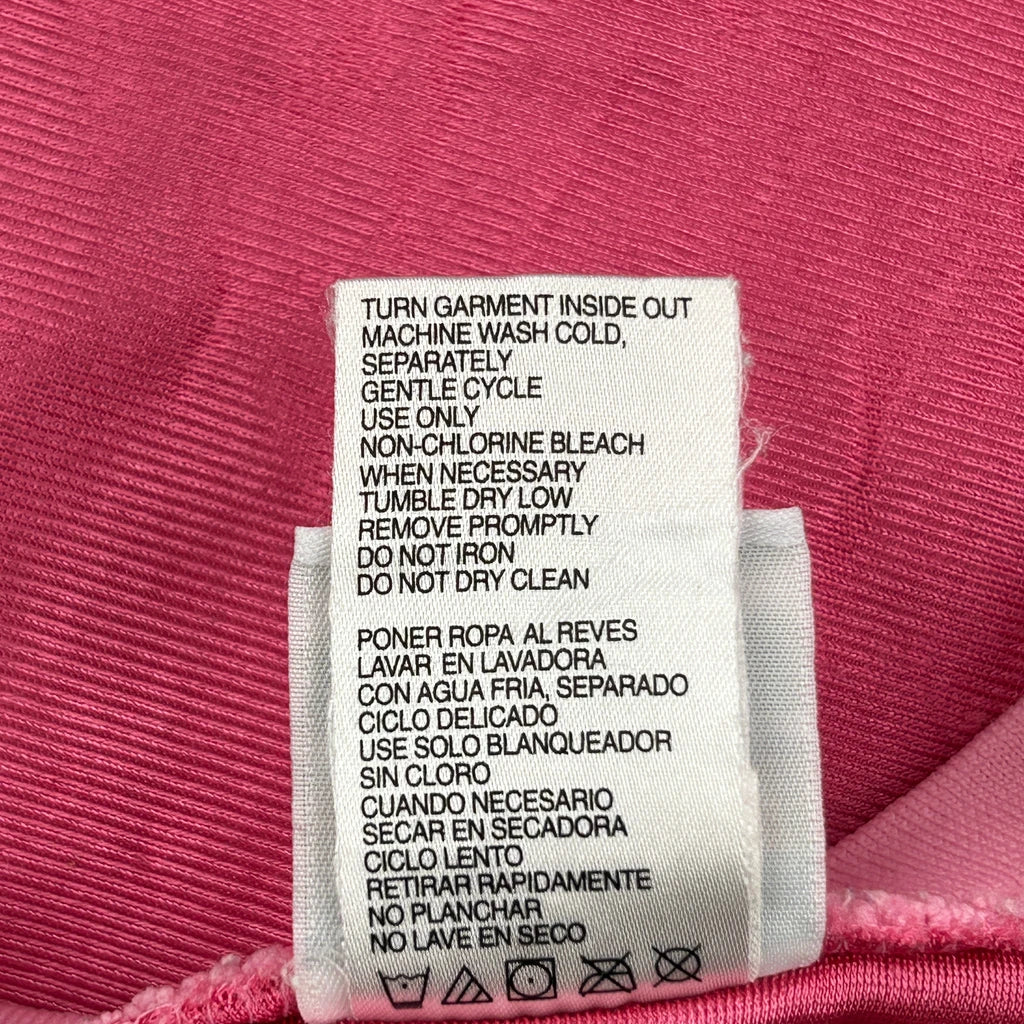 TURN GARMENT INSIDE OUT
MACHINE WASH COLD,
SEPARATELY
GENTLE CYCLE
USE ONLY
NON-CHLORINE BLEACH
WHEN NECESSARY
TUMBLE DRY LOW
REMOVE PROMPTLY
DO NOT IRON
DO NOT DRY CLEAN
PONER ROPA AL REVES
LAVAR EN LAVADORA
CON AGUA FRIA, SEPARADO
CICLO DELICADO
USE SOLO BLANQUEADOR
SIN CLORO
CUANDO NECESARIO
SECAR EN SECADORA
CICLO LENTO
RETIRAR RAPIDAMENTE
NO PLANCHAR
NO LAVE EN SECO